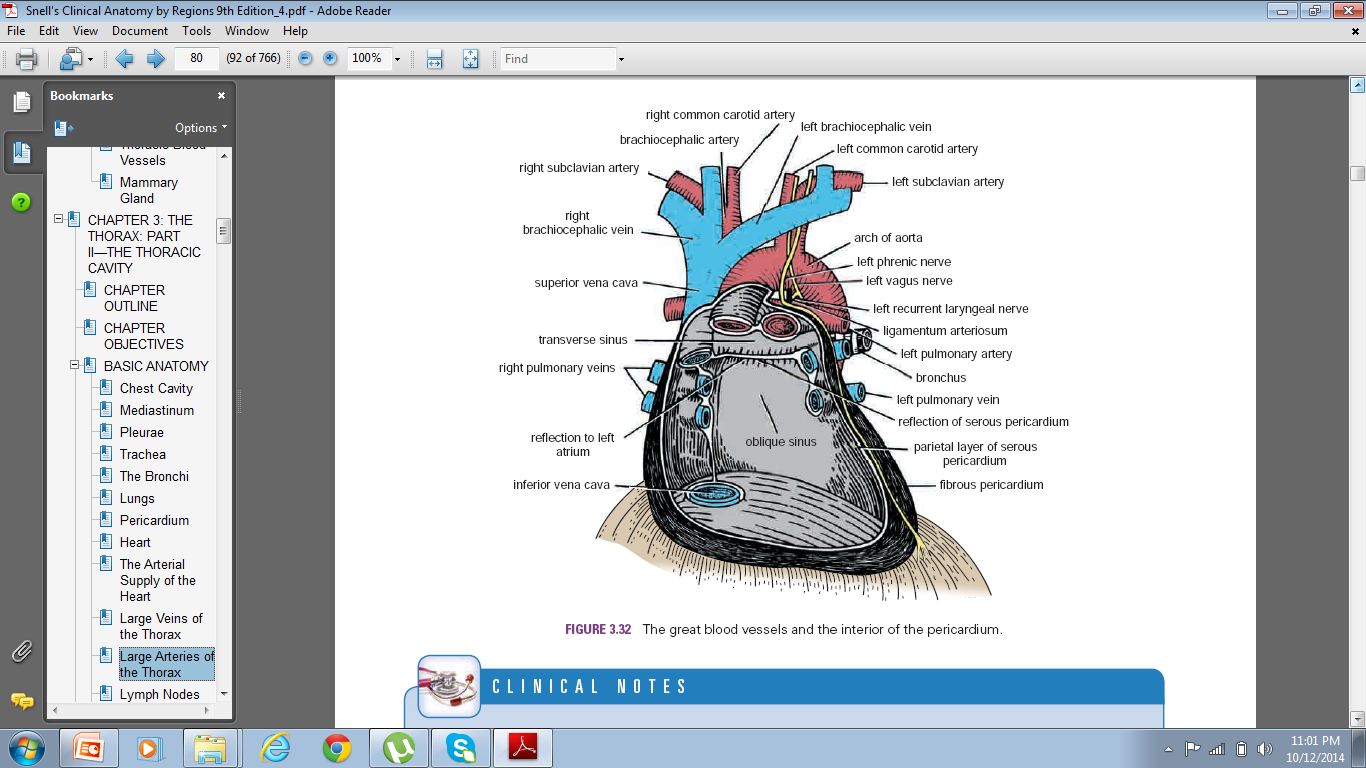 Snell's Clinical Anatomy by Regions 9th Edition_4.pdf - Adobe Reader
File Edit View Document Tools Window Help
80 (92 of 766) 100% Find
Bookmarks
Options
Thoracic Blood
Vessels
Mammary
Gland
CHAPTER 3: THE
THORAX: PART
II—THE THORACIC
CAVITY
CHAPTER
OUTLINE
CHAPTER
OBJECTIVES
BASIC ANATOMY
Chest Cavity
Mediastinum
Pleurae
Trachea
The Bronchi
Lungs
Pericardium
Heart
The Arterial
Supply of the
Heart
Large Veins of
the Thorax
Large Arteries of
the Thorax
Lymph Nodes
right common carotid artery
left brachiocephalic vein
brachiocephalic artery
left common carotid artery
right subclavian artery
left subclavian artery
right
brachiocephalic vein
arch of aorta
left phrenic nerve
left vagus nerve
superior vena cava
left recurrent laryngeal nerve
ligamentum arteriosum
transverse sinus
left pulmonary artery
right pulmonary veins
bronchus
left pulmonary vein
reflection of serous pericardium
reflection to left
atrium
oblique sinus
parietal layer of serous
pericardium
inferior vena cava
fibrous pericardium
FIGURE 3.32 The great blood vessels and the interior of the pericardium.
CLINICAL NOTES
11:01 PM
10/12/2014